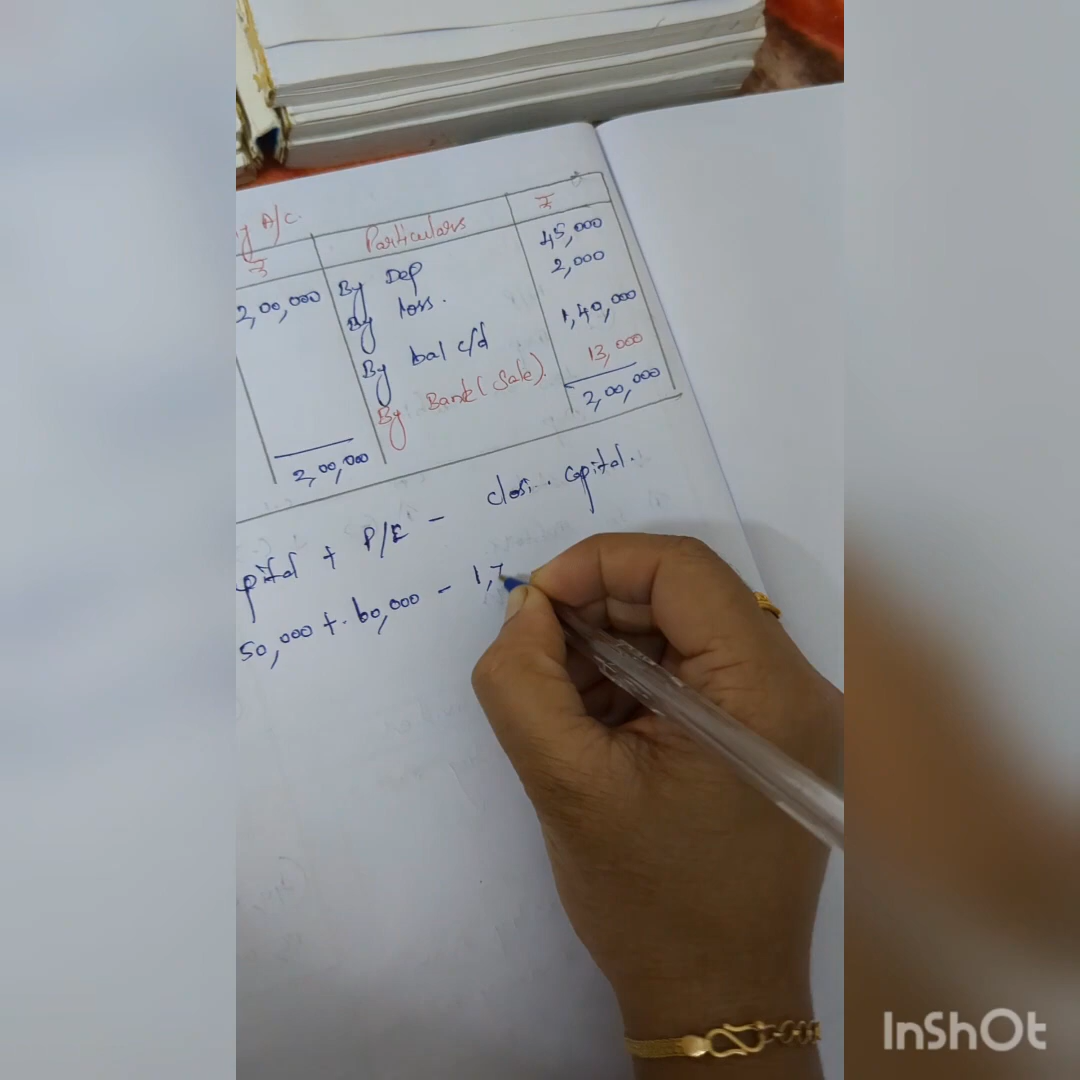 y A/C.
₹ Particulars ₹
2,00,000 By Dep 45,000
By loss. 2,000
By bal c/d 1,40,000
By Bank (Sale). 13,000
2,00,000 2,00,000
pital + P/E - closi. capital.
50,000 + 60,000 - 1,7
InShOt